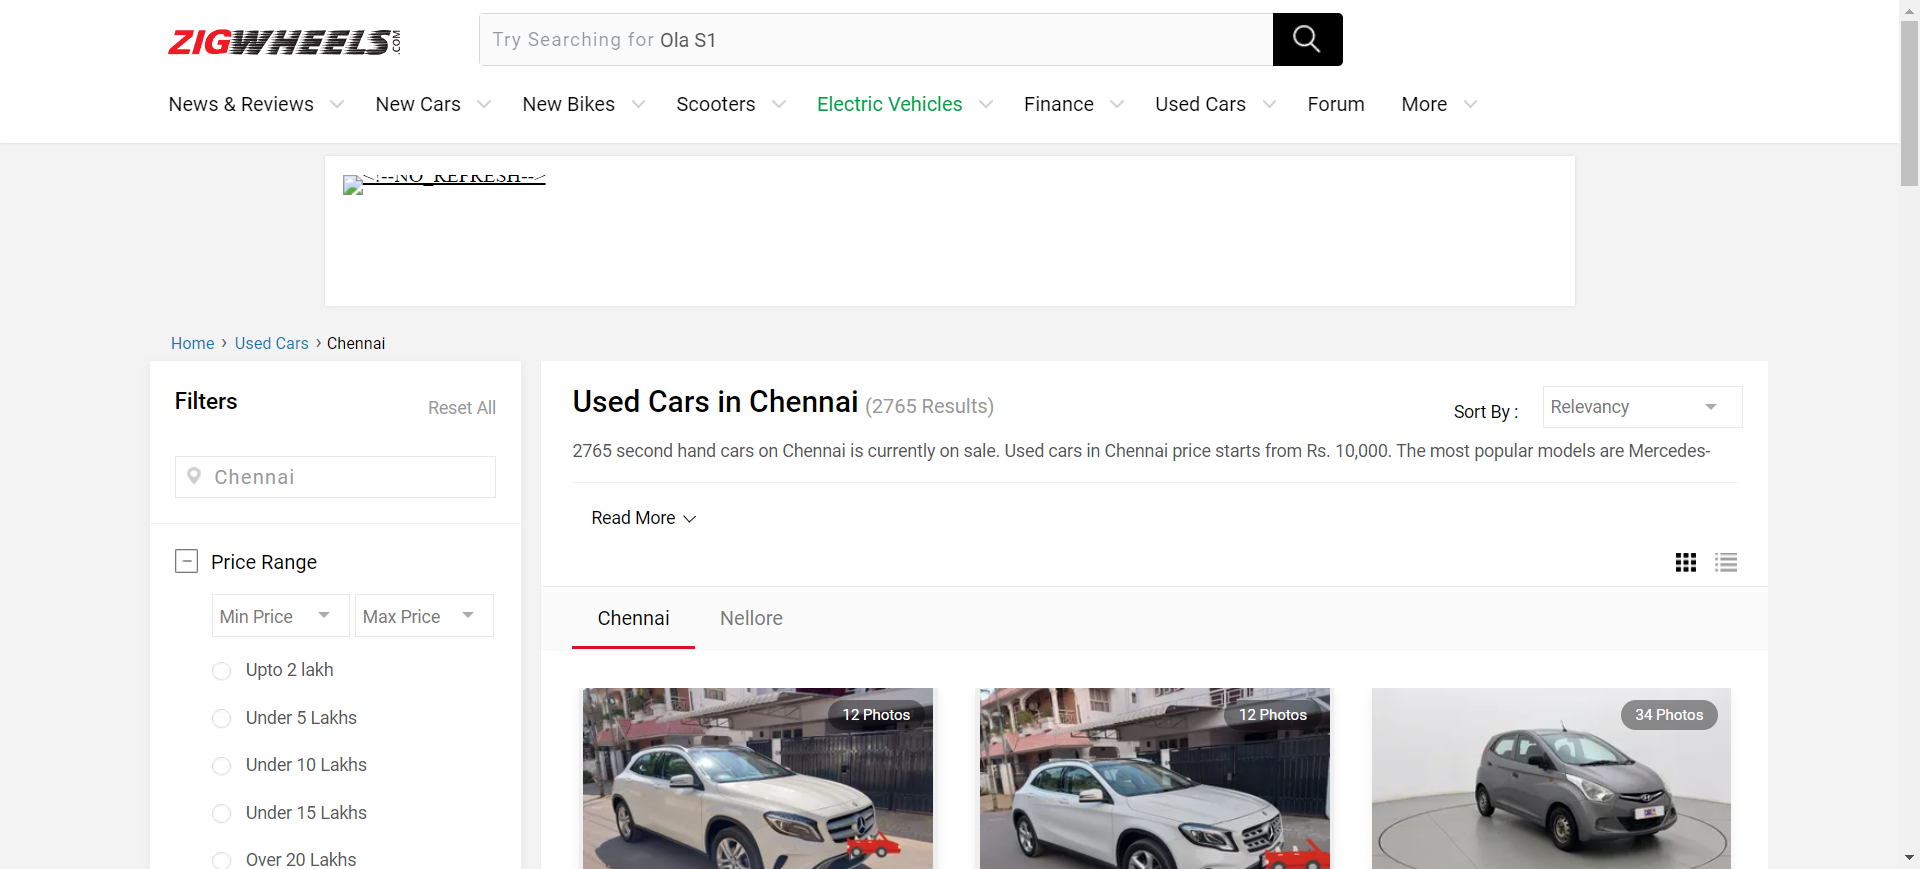 ZIGWHEELS.COM
Try Searching for Ola S1
News & Reviews New Cars New Bikes Scooters Electric Vehicles Finance Used Cars Forum More
<!--NO_REFRESH-->
Home › Used Cars › Chennai
Filters
Reset All
Chennai
Price Range
Min Price Max Price
Upto 2 lakh
Under 5 Lakhs
Under 10 Lakhs
Under 15 Lakhs
Over 20 Lakhs
Used Cars in Chennai (2765 Results)
Sort By : Relevancy
2765 second hand cars on Chennai is currently on sale. Used cars in Chennai price starts from Rs. 10,000. The most popular models are Mercedes-
Read More
Chennai Nellore
12 Photos
12 Photos
34 Photos